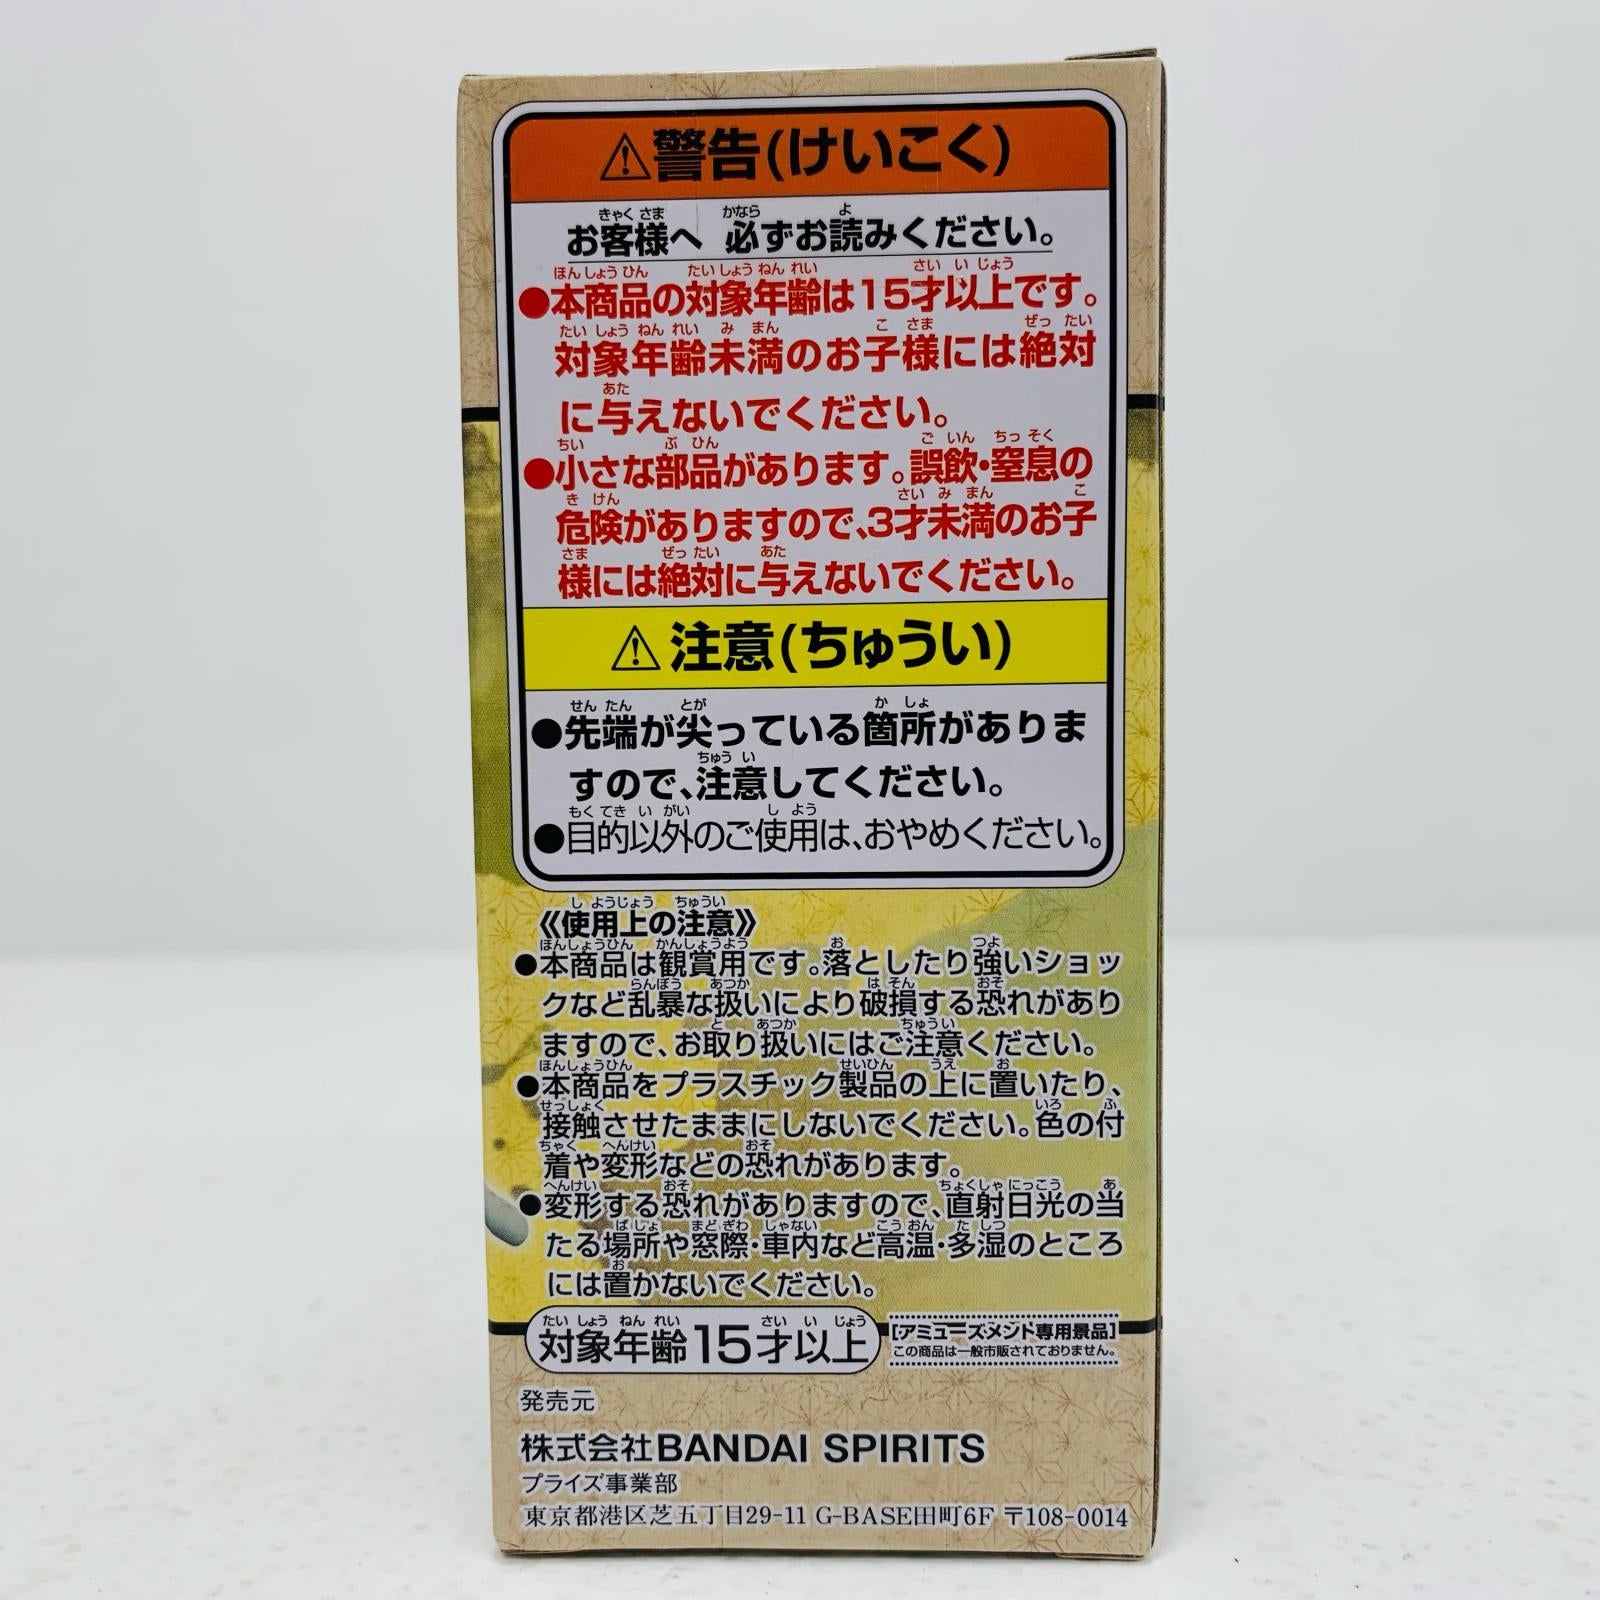 ⚠警告(けいこく)
お客様へ 必ずお読みください。
●本商品の対象年齢は15才以上です。
対象年齢未満のお子様には絶対
に与えないでください。
●小さな部品があります。誤飲・窒息の
危険がありますので、3才未満のお子
様には絶対に与えないでください。
⚠注意(ちゅうい)
●先端が尖っている箇所がありま
すので、注意してください。
●目的以外のご使用は、おやめください。
《使用上の注意》
●本商品は観賞用です。落としたり強いショッ
クなど乱暴な扱いにより破損する恐れがあり
ますので、お取り扱いにはご注意ください。
●本商品をプラスチック製品の上に置いたり、
接触させたままにしないでください。色の付
着や変形などの恐れがあります。
●変形する恐れがありますので、直射日光の当
たる場所や窓際・車内など高温・多湿のところ
には置かないでください。
対象年齢15才以上
[アミューズメント専用景品]
この商品は一般市販されておりません。
発売元
株式会社BANDAI SPIRITS
プライズ事業部
東京都港区芝五丁目29-11 G-BASE田町6F 〒108-0014